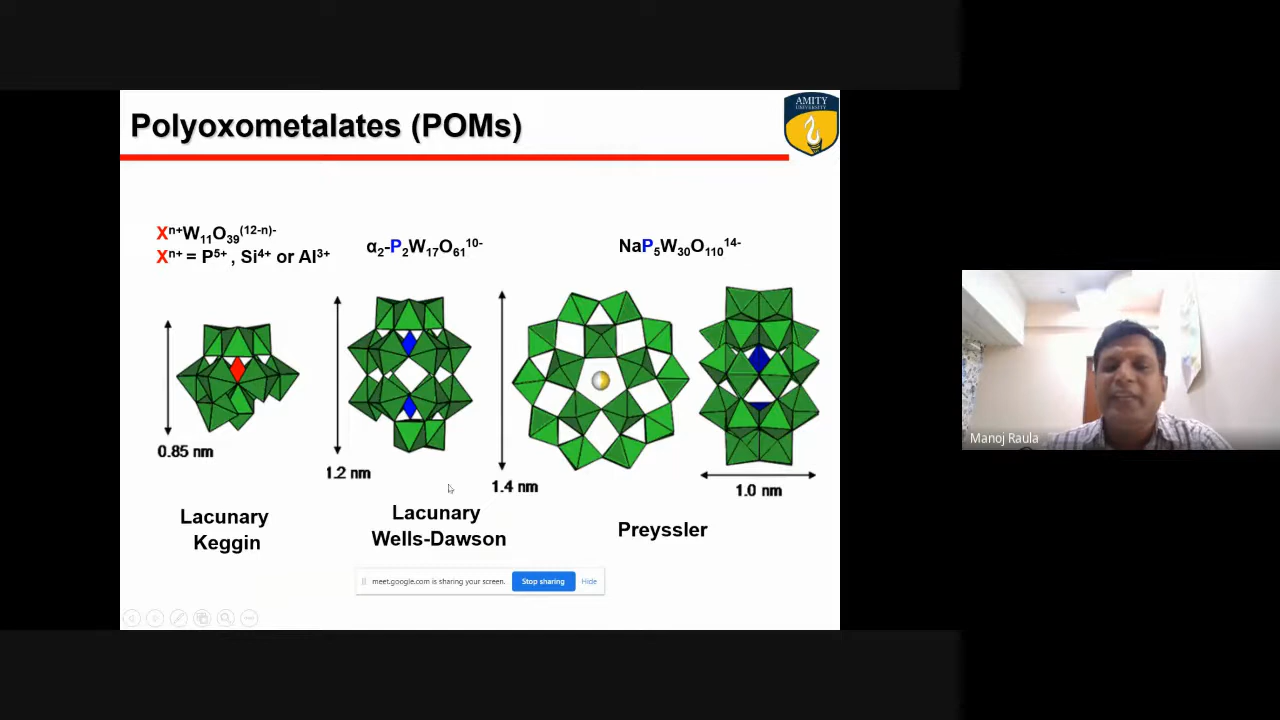 Polyoxometalates (POMs)
AMITY
UNIVERSITY
Xⁿ⁺W₁₁O₃₉⁽¹²⁻ⁿ⁾⁻
Xⁿ⁺ = P⁵⁺ , Si⁴⁺ or Al³⁺
α₂-P₂W₁₇O₆₁¹⁰⁻
NaP₅W₃₀O₁₁₀¹⁴⁻
0.85 nm
1.2 nm
1.4 nm
1.0 nm
Lacunary
Keggin
Lacunary
Wells-Dawson
Preyssler
meet.google.com is sharing your screen.
Stop sharing
Hide
Manoj Raula